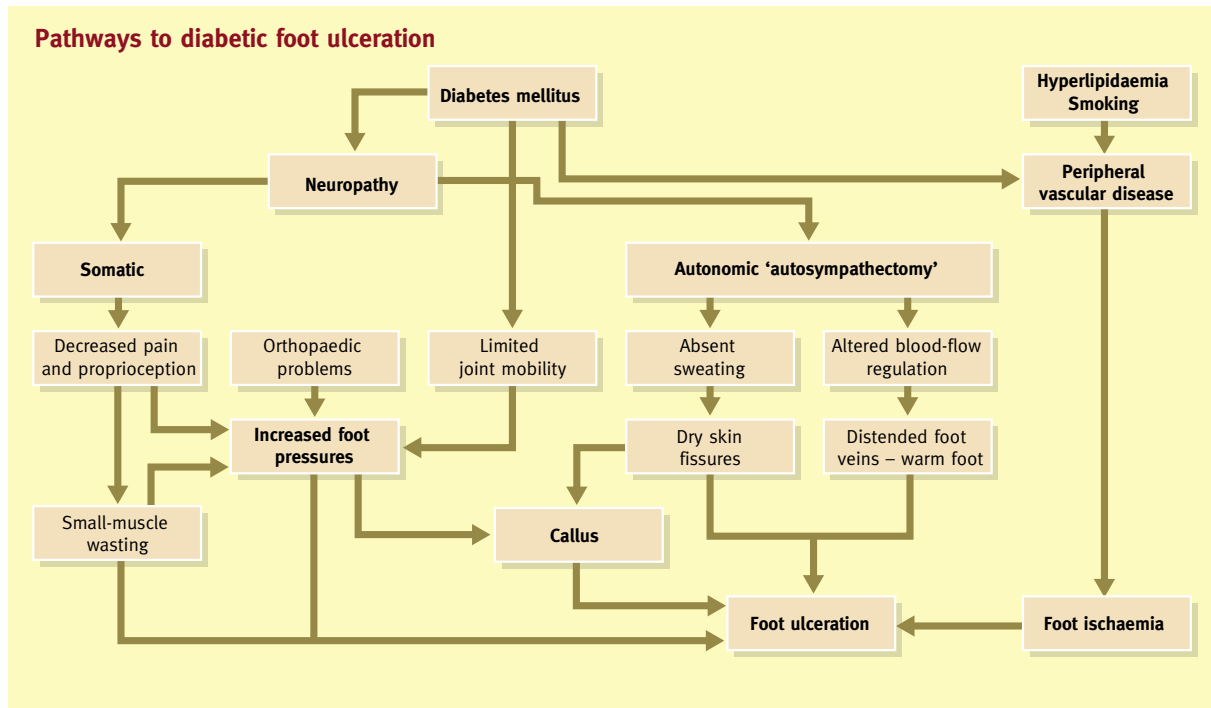 Pathways to diabetic foot ulceration
Diabetes mellitus
Hyperlipidaemia
Smoking
Neuropathy
Peripheral
vascular disease
Somatic
Autonomic ‘autosympathectomy’
Decreased pain
and proprioception
Orthopaedic
problems
Limited
joint mobility
Absent
sweating
Altered blood-flow
regulation
Increased foot
pressures
Dry skin
fissures
Distended foot
veins – warm foot
Small-muscle
wasting
Callus
Foot ulceration
Foot ischaemia